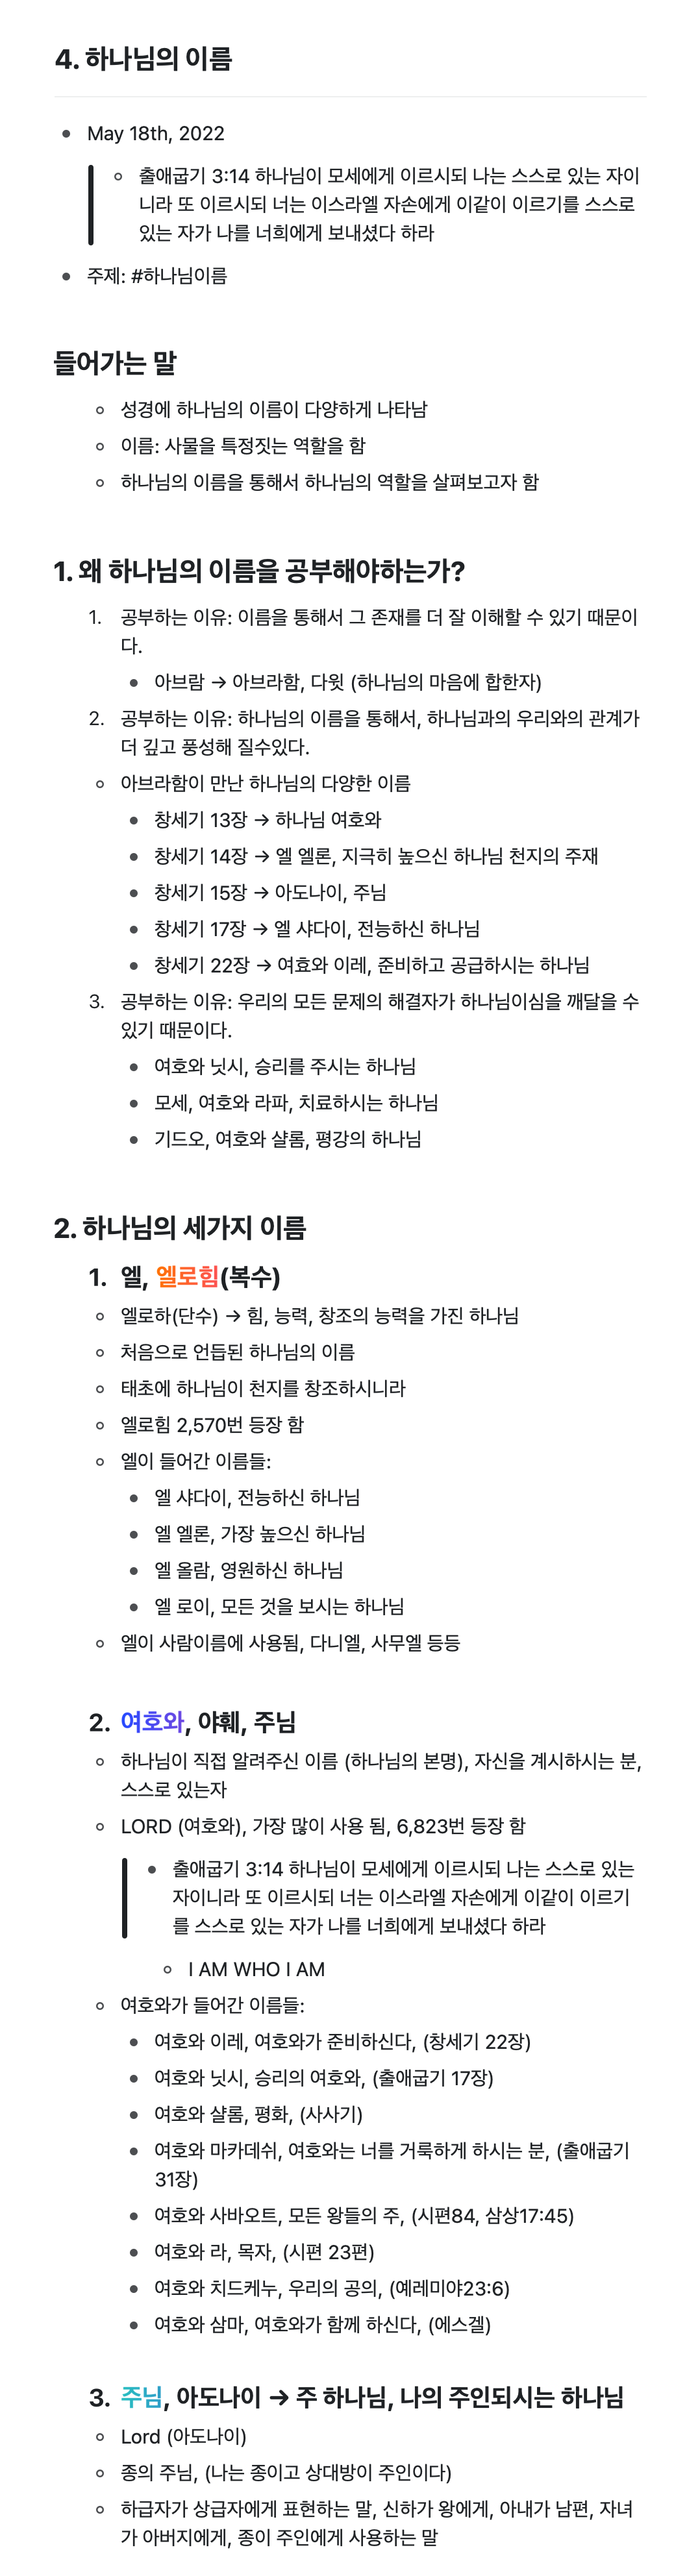 4. 하나님의 이름
May 18th, 2022
출애굽기 3:14 하나님이 모세에게 이르시되 나는 스스로 있는 자이
니라 또 이르시되 너는 이스라엘 자손에게 이같이 이르기를 스스로
있는 자가 나를 너희에게 보내셨다 하라
주제: #하나님이름
들어가는 말
성경에 하나님의 이름이 다양하게 나타남
이름: 사물을 특정짓는 역할을 함
하나님의 이름을 통해서 하나님의 역할을 살펴보고자 함
1. 왜 하나님의 이름을 공부해야하는가?
1. 공부하는 이유: 이름을 통해서 그 존재를 더 잘 이해할 수 있기 때문이
다.
아브람 → 아브라함, 다윗 (하나님의 마음에 합한자)
2. 공부하는 이유: 하나님의 이름을 통해서, 하나님과의 우리와의 관계가
더 깊고 풍성해 질수있다.
아브라함이 만난 하나님의 다양한 이름
창세기 13장 → 하나님 여호와
창세기 14장 → 엘 엘론, 지극히 높으신 하나님 천지의 주재
창세기 15장 → 아도나이, 주님
창세기 17장 → 엘 샤다이, 전능하신 하나님
창세기 22장 → 여효와 이레, 준비하고 공급하시는 하나님
3. 공부하는 이유: 우리의 모든 문제의 해결자가 하나님이심을 깨달을 수
있기 때문이다.
여호와 닛시, 승리를 주시는 하나님
모세, 여호와 라파, 치료하시는 하나님
기드오, 여호와 샬롬, 평강의 하나님
2. 하나님의 세가지 이름
1. 엘, 엘로힘(복수)
엘로하(단수) → 힘, 능력, 창조의 능력을 가진 하나님
처음으로 언듭된 하나님의 이름
태초에 하나님이 천지를 창조하시니라
엘로힘 2,570번 등장 함
엘이 들어간 이름들:
엘 샤다이, 전능하신 하나님
엘 엘론, 가장 높으신 하나님
엘 올람, 영원하신 하나님
엘 로이, 모든 것을 보시는 하나님
엘이 사람이름에 사용됨, 다니엘, 사무엘 등등
2. 여호와, 야훼, 주님
하나님이 직접 알려주신 이름 (하나님의 본명), 자신을 계시하시는 분,
스스로 있는자
LORD (여호와), 가장 많이 사용 됨, 6,823번 등장 함
출애굽기 3:14 하나님이 모세에게 이르시되 나는 스스로 있는
자이니라 또 이르시되 너는 이스라엘 자손에게 이같이 이르기
를 스스로 있는 자가 나를 너희에게 보내셨다 하라
I AM WHO I AM
여호와가 들어간 이름들:
여호와 이레, 여호와가 준비하신다, (창세기 22장)
여호와 닛시, 승리의 여호와, (출애굽기 17장)
여호와 샬롬, 평화, (사사기)
여호와 마카데쉬, 여호와는 너를 거룩하게 하시는 분, (출애굽기
31장)
여호와 사바오트, 모든 왕들의 주, (시편84, 삼상17:45)
여호와 라, 목자, (시편 23편)
여호와 치드케누, 우리의 공의, (예레미야23:6)
여호와 삼마, 여호와가 함께 하신다, (에스겔)
3. 주님, 아도나이 → 주 하나님, 나의 주인되시는 하나님
Lord (아도나이)
종의 주님, (나는 종이고 상대방이 주인이다)
하급자가 상급자에게 표현하는 말, 신하가 왕에게, 아내가 남편, 자녀
가 아버지에게, 종이 주인에게 사용하는 말